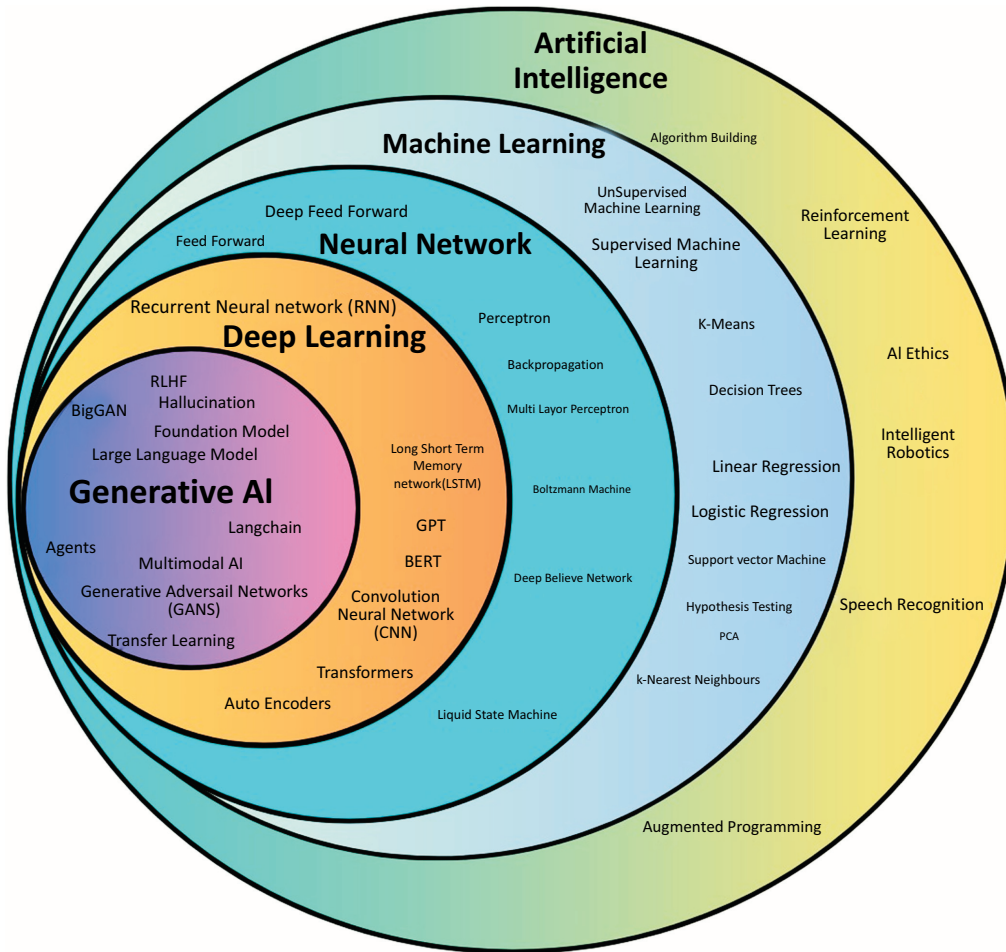 Artificial
Intelligence
Algorithm Building
Reinforcement
Learning
AI Ethics
Intelligent
Robotics
Speech Recognition
Augmented Programming
Machine Learning
UnSupervised
Machine Learning
Supervised Machine
Learning
K-Means
Decision Trees
Linear Regression
Logistic Regression
Support vector Machine
Hypothesis Testing
PCA
k-Nearest Neighbours
Deep Feed Forward
Feed Forward
Neural Network
Perceptron
Backpropagation
Multi Layor Perceptron
Boltzmann Machine
Deep Believe Network
Liquid State Machine
Recurrent Neural network (RNN)
Deep Learning
Long Short Term
Memory
network(LSTM)
GPT
BERT
Convolution
Neural Network
(CNN)
Transformers
Auto Encoders
RLHF
BigGAN
Hallucination
Foundation Model
Large Language Model
Generative AI
Langchain
Agents
Multimodal AI
Generative Adversail Networks
(GANS)
Transfer Learning